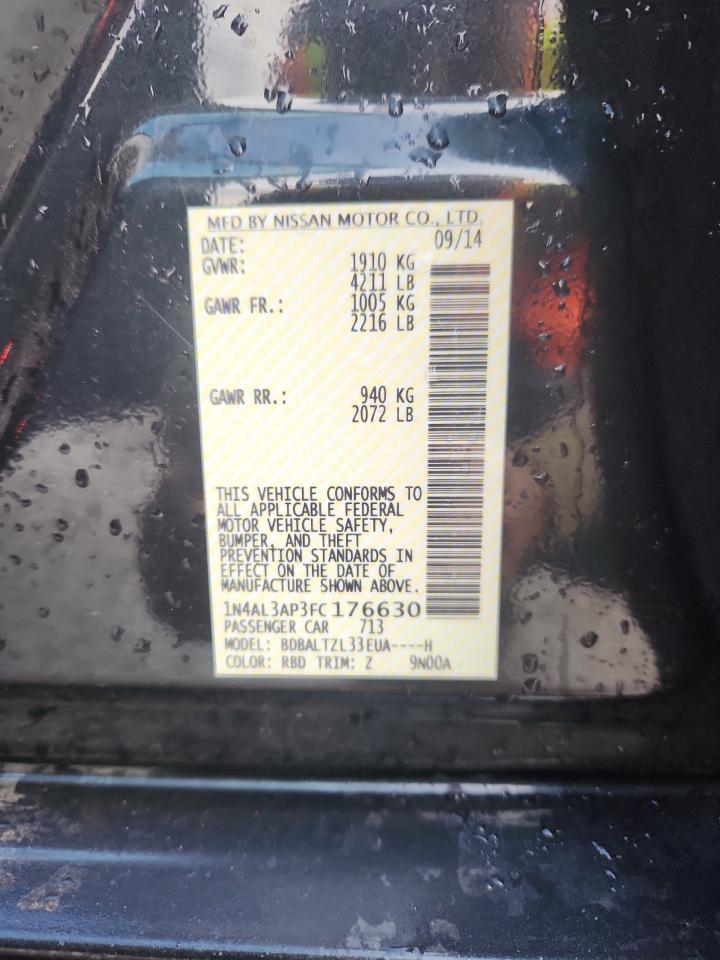 MFD BY NISSAN MOTOR CO., LTD.
DATE: 09/14
GVWR: 1910 KG
4211 LB
GAWR FR.: 1005 KG
2216 LB
GAWR RR.: 940 KG
2072 LB
THIS VEHICLE CONFORMS TO
ALL APPLICABLE FEDERAL
MOTOR VEHICLE SAFETY,
BUMPER, AND THEFT
PREVENTION STANDARDS IN
EFFECT ON THE DATE OF
MANUFACTURE SHOWN ABOVE.
1N4AL3AP3FC176630
PASSENGER CAR 713
MODEL: BDBALTZL33EUA----H
COLOR: RBD TRIM: Z 9N00A